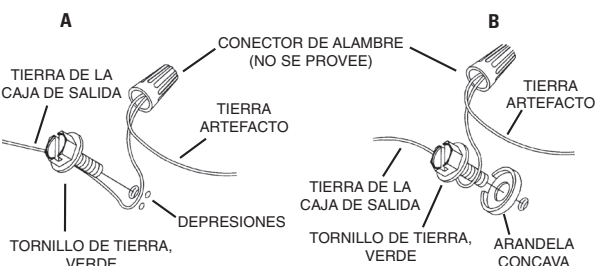 A
TIERRA DE LA
CAJA DE SALIDA
CONECTOR DE ALAMBRE
(NO SE PROVEE)
TIERRA
ARTEFACTO
DEPRESIONES
TORNILLO DE TIERRA,
VERDE
B
TIERRA
ARTEFACTO
TIERRA DE LA
CAJA DE SALIDA
TORNILLO DE TIERRA,
VERDE
ARANDELA
CONCAVA